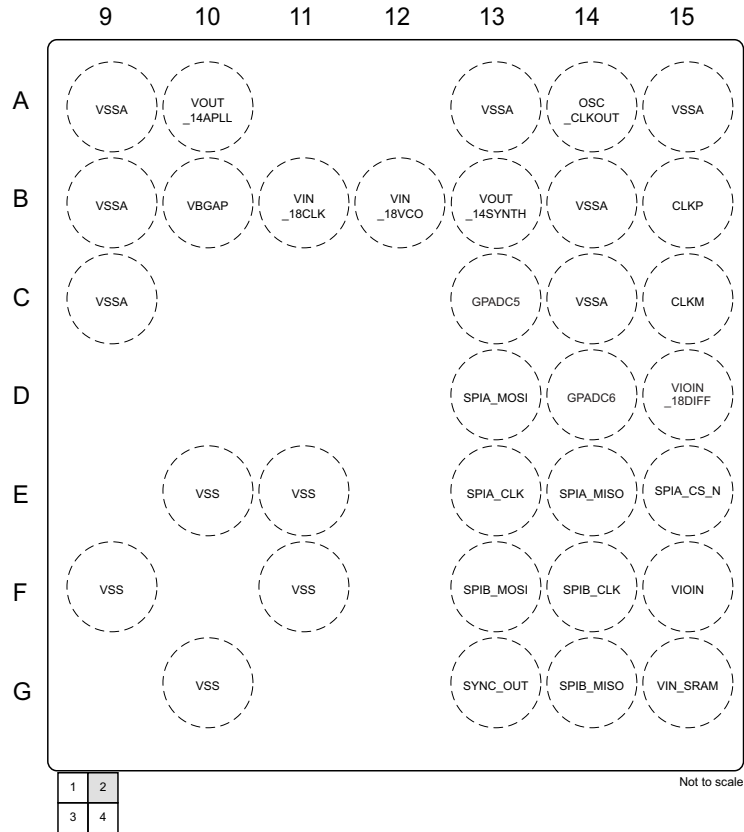 9 10 11 12 13 14 15
A
VSSA
VOUT
_14APLL
VSSA
OSC
_CLKOUT
VSSA
B
VSSA
VBGAP
VIN
_18CLK
VIN
_18VCO
VOUT
_14SYNTH
VSSA
CLKP
C
VSSA
GPADC5
VSSA
CLKM
D
SPIA_MOSI
GPADC6
VIOIN
_18DIFF
E
VSS
VSS
SPIA_CLK
SPIA_MISO
SPIA_CS_N
F
VSS
VSS
SPIB_MOSI
SPIB_CLK
VIOIN
G
VSS
SYNC_OUT
SPIB_MISO
VIN_SRAM
Not to scale
1 2
3 4